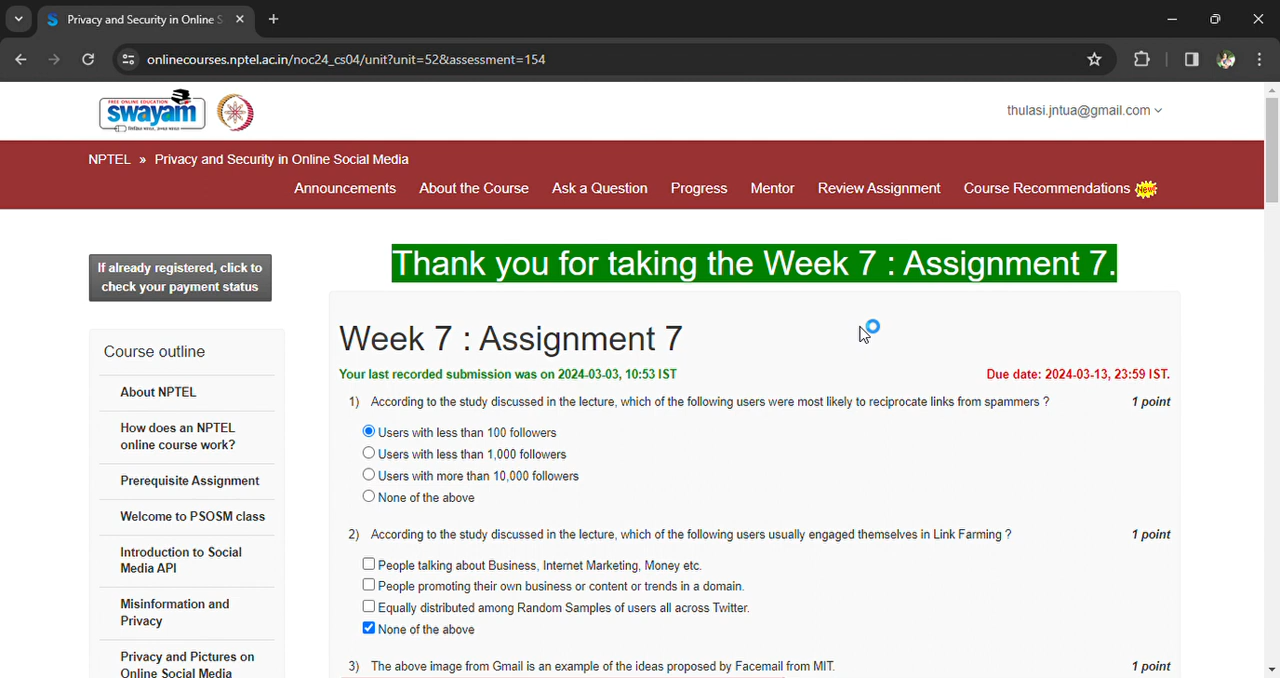 Privacy and Security in Online S
onlinecourses.nptel.ac.in/noc24_cs04/unit?unit=52&assessment=154
FREE ONLINE EDUCATION
swayam
thulasi.jntua@gmail.com
NPTEL » Privacy and Security in Online Social Media
Announcements About the Course Ask a Question Progress Mentor Review Assignment Course Recommendations New
If already registered, click to
check your payment status
Thank you for taking the Week 7 : Assignment 7.
Course outline
About NPTEL
How does an NPTEL
online course work?
Prerequisite Assignment
Welcome to PSOSM class
Introduction to Social
Media API
Misinformation and
Privacy
Privacy and Pictures on
Online Social Media
Week 7 : Assignment 7
Your last recorded submission was on 2024-03-03, 10:53 IST Due date: 2024-03-13, 23:59 IST.
1) According to the study discussed in the lecture, which of the following users were most likely to reciprocate links from spammers ? 1 point
Users with less than 100 followers
Users with less than 1,000 followers
Users with more than 10,000 followers
None of the above
2) According to the study discussed in the lecture, which of the following users usually engaged themselves in Link Farming ? 1 point
People talking about Business, Internet Marketing, Money etc.
People promoting their own business or content or trends in a domain.
Equally distributed among Random Samples of users all across Twitter.
None of the above
3) The above image from Gmail is an example of the ideas proposed by Facemail from MIT. 1 point